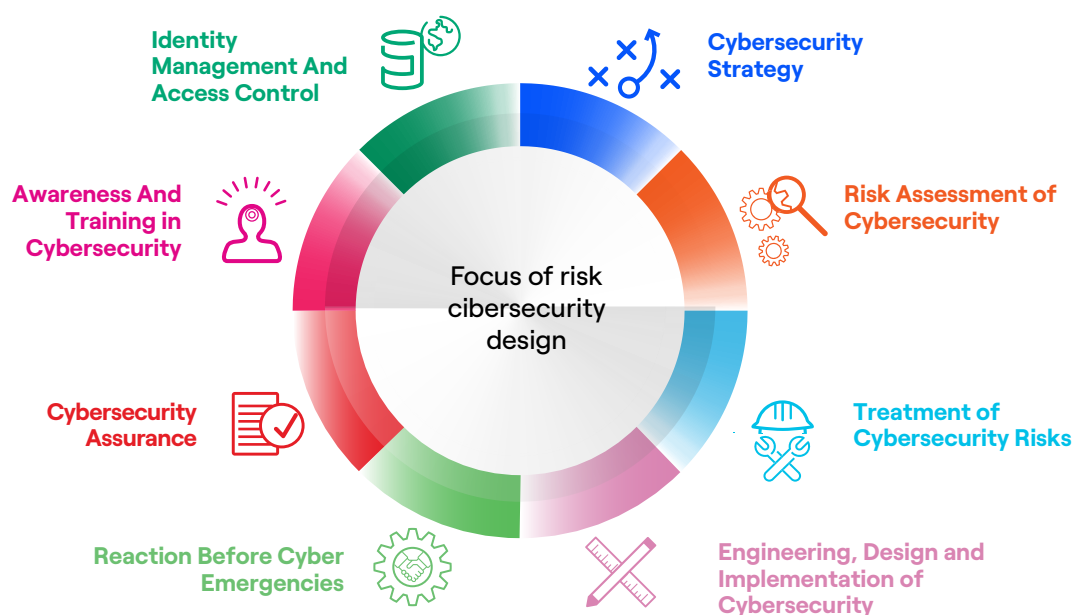 Identity
Management And
Access Control
Cybersecurity
Strategy
Awareness And
Training in
Cybersecurity
Risk Assessment of
Cybersecurity
Focus of risk
cibersecurity
design
Cybersecurity
Assurance
Treatment of
Cybersecurity Risks
Reaction Before Cyber
Emergencies
Engineering, Design and
Implementation of
Cybersecurity